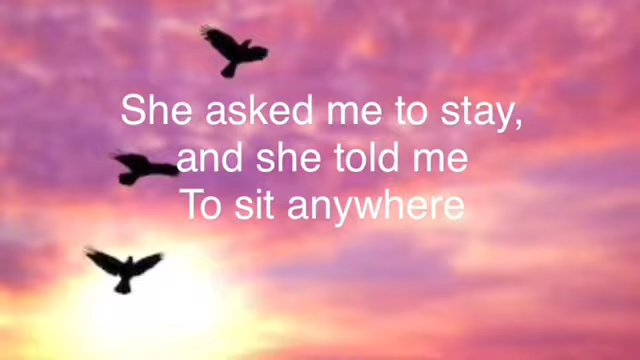 She asked me to stay,
and she told me
To sit anywhere